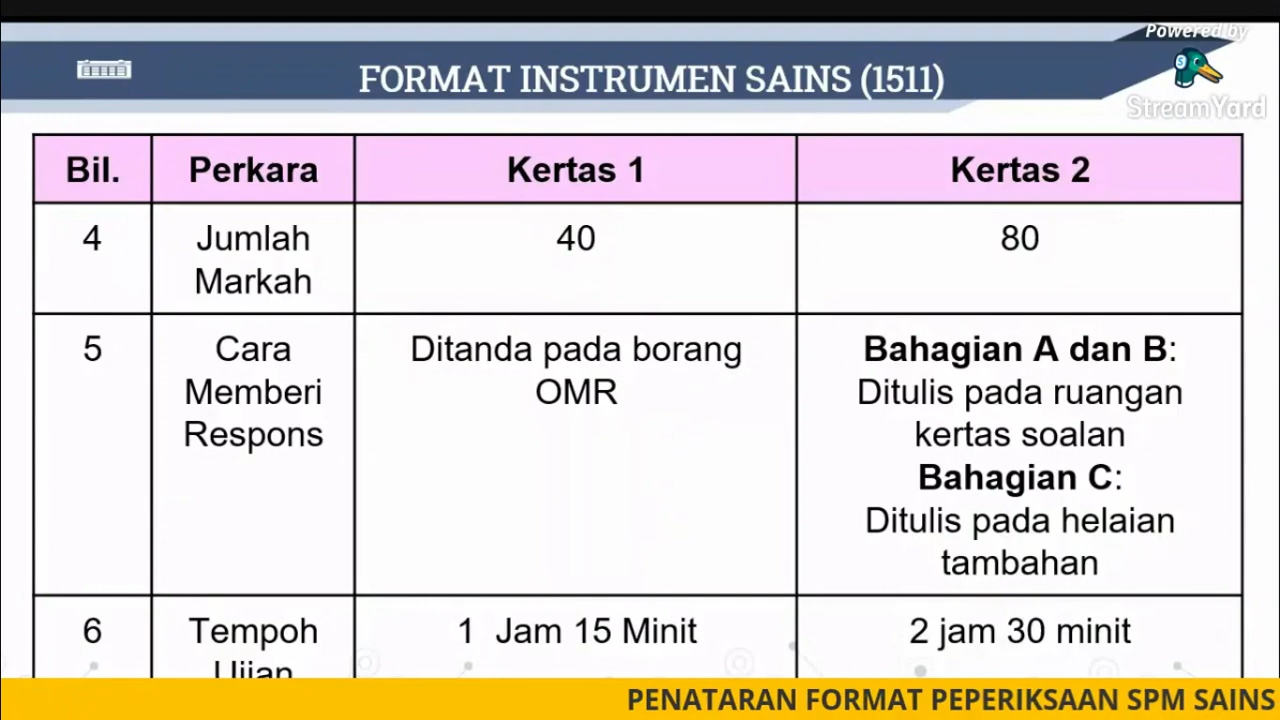 Powered by
StreamYard
FORMAT INSTRUMEN SAINS (1511)
Bil. Perkara Kertas 1 Kertas 2
4 Jumlah Markah 40 80
5 Cara Memberi Respons Ditanda pada borang OMR Bahagian A dan B: Ditulis pada ruangan kertas soalan Bahagian C: Ditulis pada helaian tambahan
6 Tempoh Ujian 1 Jam 15 Minit 2 jam 30 minit
PENATARAN FORMAT PEPERIKSAAN SPM SAINS